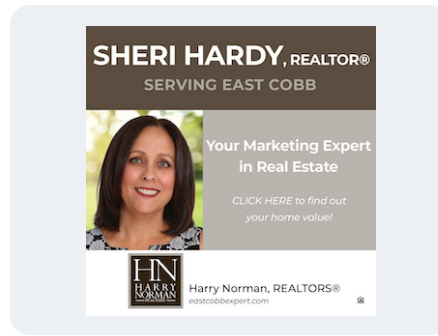 SHERI HARDY, REALTOR®
SERVING EAST COBB
Your Marketing Expert
in Real Estate
CLICK HERE to find out
your home value!
HN
HARRY
NORMAN
REALTORS
Harry Norman, REALTORS®
eastcobbexpert.com